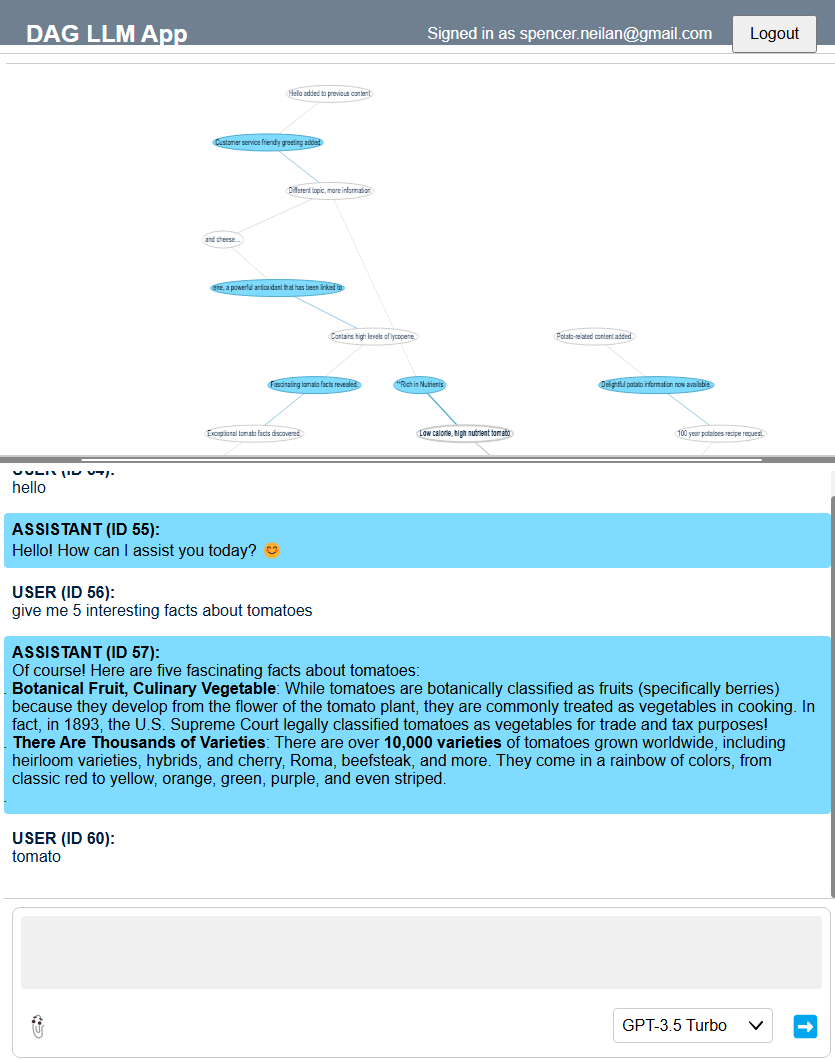 DAG LLM App
Signed in as spencer.neilan@gmail.com
Logout
Hello added to previous content
Customer service friendly greeting added.
Different topic, more information
and cheese...
ene, a powerful antioxidant that has been linked to
Contains high levels of lycopene,
Potato-related content added.
Fascinating tomato facts revealed.
**Rich in Nutrients
Delightful potato information now available.
Exceptional tomato facts discovered.
Low calorie, high nutrient tomato
100 year potatoes recipe request.
USER (ID 54):
hello
ASSISTANT (ID 55):
Hello! How can I assist you today? 😊
USER (ID 56):
give me 5 interesting facts about tomatoes
ASSISTANT (ID 57):
Of course! Here are five fascinating facts about tomatoes:
. Botanical Fruit, Culinary Vegetable: While tomatoes are botanically classified as fruits (specifically berries)
because they develop from the flower of the tomato plant, they are commonly treated as vegetables in cooking. In
fact, in 1893, the U.S. Supreme Court legally classified tomatoes as vegetables for trade and tax purposes!
. There Are Thousands of Varieties: There are over 10,000 varieties of tomatoes grown worldwide, including
heirloom varieties, hybrids, and cherry, Roma, beefsteak, and more. They come in a rainbow of colors, from
classic red to yellow, orange, green, purple, and even striped.
.
USER (ID 60):
tomato
GPT-3.5 Turbo